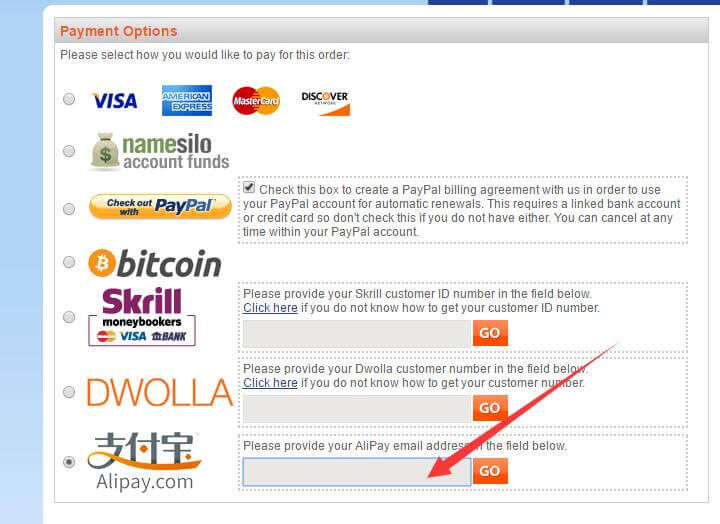 Payment Options
Please select how you would like to pay for this order:
VISA AMERICAN EXPRESS MasterCard DISCOVER NETWORK
$ namesilo
account funds
Check out with PayPal
Check this box to create a PayPal billing agreement with us in order to use
your PayPal account for automatic renewals. This requires a linked bank account
or credit card so don't check this if you do not have either. You can cancel at any
time within your PayPal account.
bitcoin
Skrill
moneybookers
VISA BANK
Please provide your Skrill customer ID number in the field below.
Click here if you do not know how to get your customer ID number.
GO
DWOLLA
Please provide your Dwolla customer number in the field below.
Click here if you do not know how to get your customer number.
GO
支付宝
Alipay.com
Please provide your AliPay email address in the field below.
GO